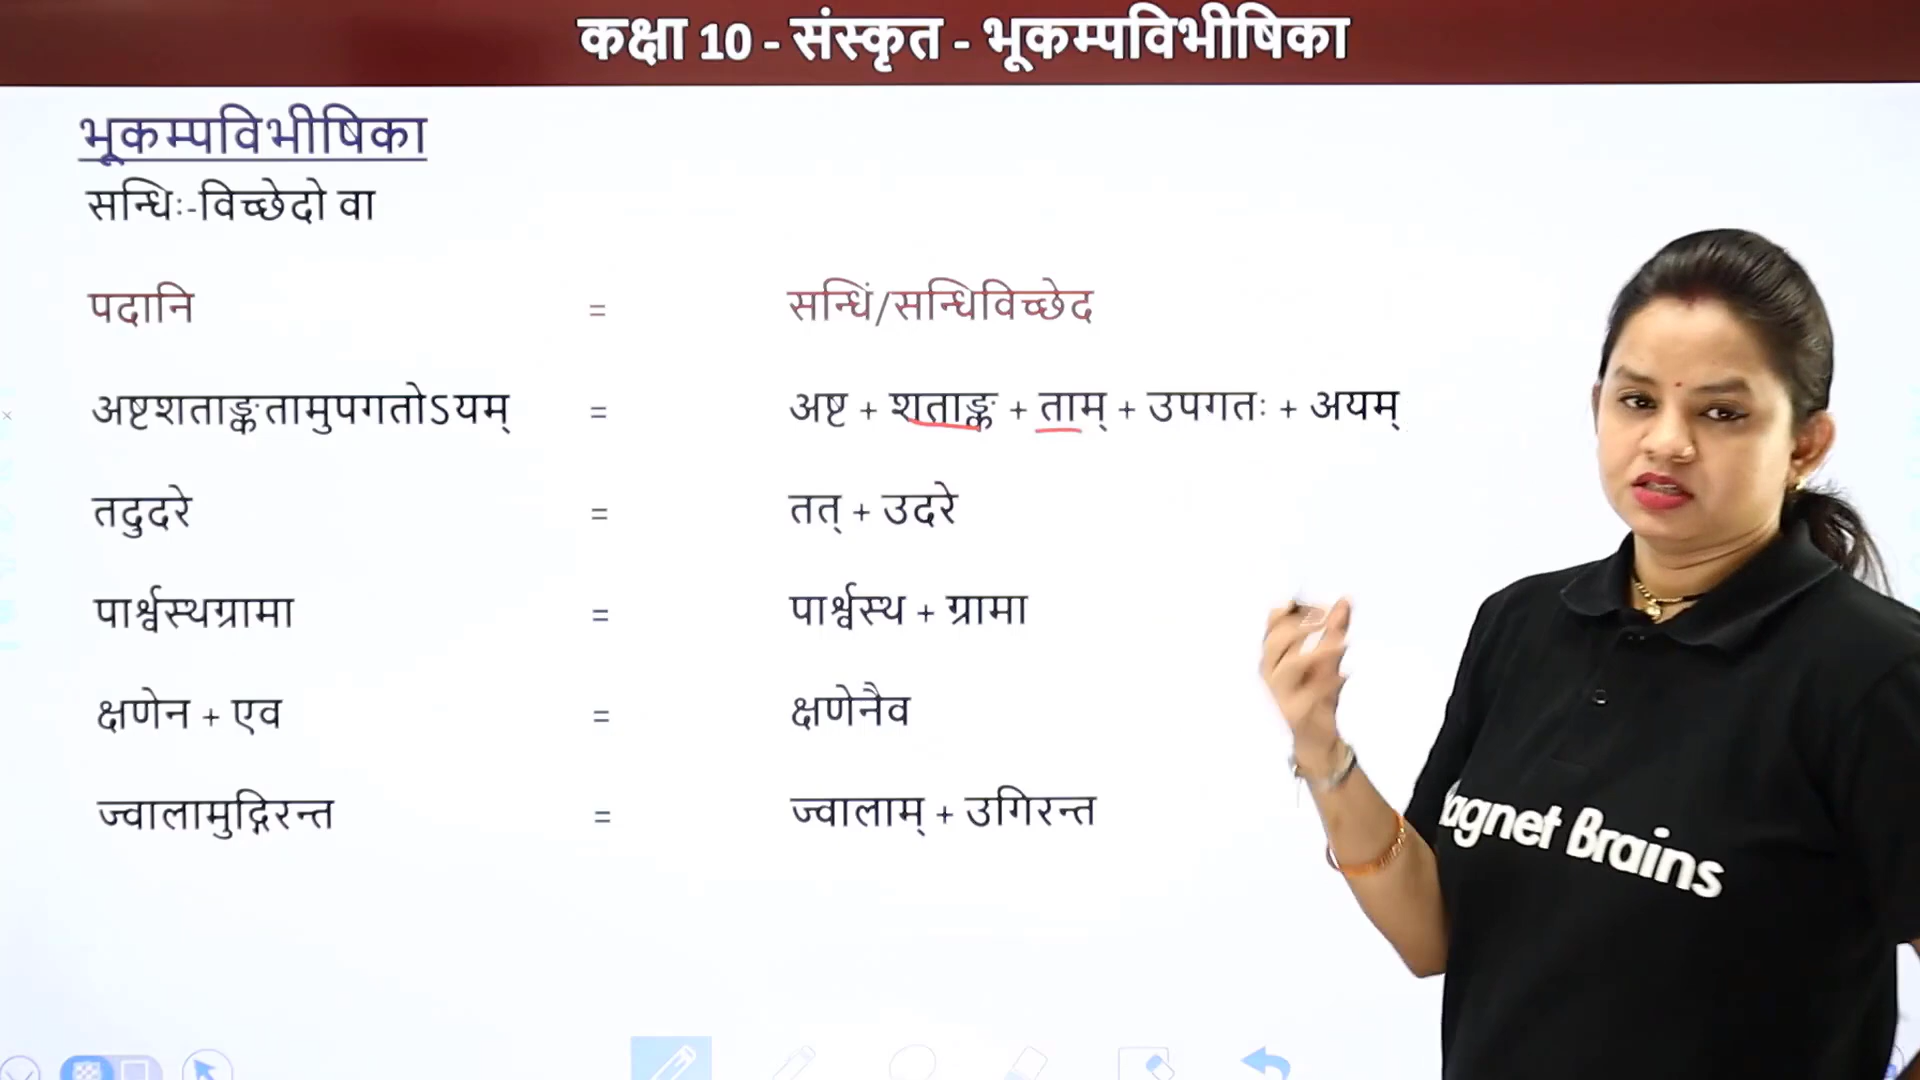 कक्षा 10 - संस्कृत - भूकम्पविभीषिका
भूकम्पविभीषिका
सन्धिः-विच्छेदो वा
पदानि = सन्धिं/सन्धिविच्छेद
अष्टशताङ्कतामुपगतोऽयम् = अष्ट + शताङ्क + ताम् + उपगतः + अयम्
तदुदरे = तत् + उदरे
पार्श्वस्थग्रामा = पार्श्वस्थ + ग्रामा
क्षणेन + एव = क्षणेनैव
ज्वालामुद्गिरन्त = ज्वालाम् + उगिरन्त
agnet Brains